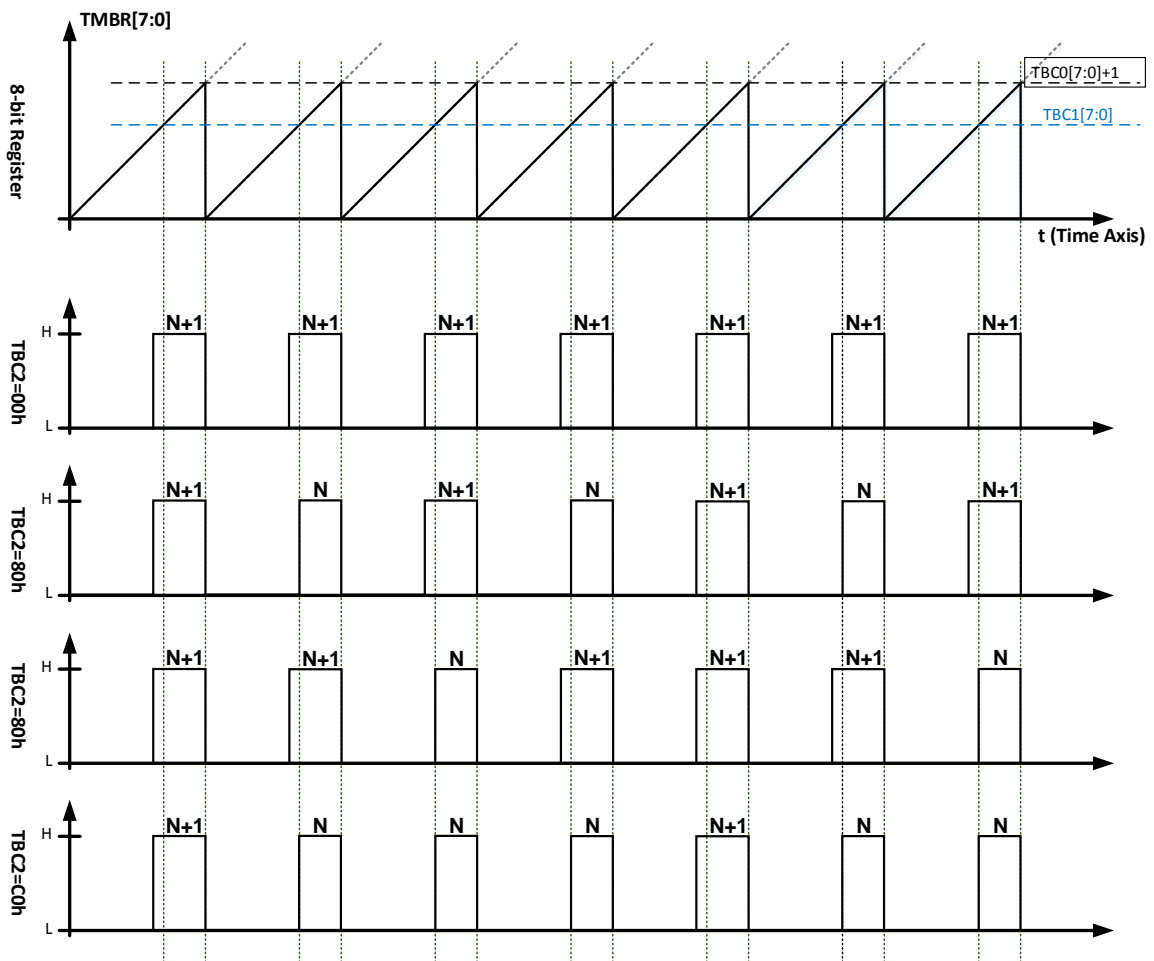 TMBR[7:0]
8-bit Register
TBC0[7:0]+1
TBC1[7:0]
t (Time Axis)
TBC2=00h
H
L
N+1 N+1 N+1 N+1 N+1 N+1 N+1
TBC2=80h
H
L
N+1 N N+1 N N+1 N N+1
TBC2=80h
H
L
N+1 N+1 N N+1 N+1 N+1 N
TBC2=C0h
H
L
N+1 N N N N+1 N N